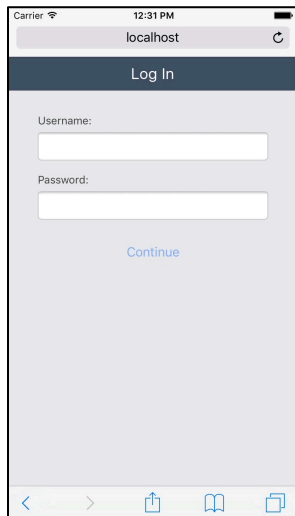 Carrier 12:31 PM
localhost
Log In
Username:
Password:
Continue